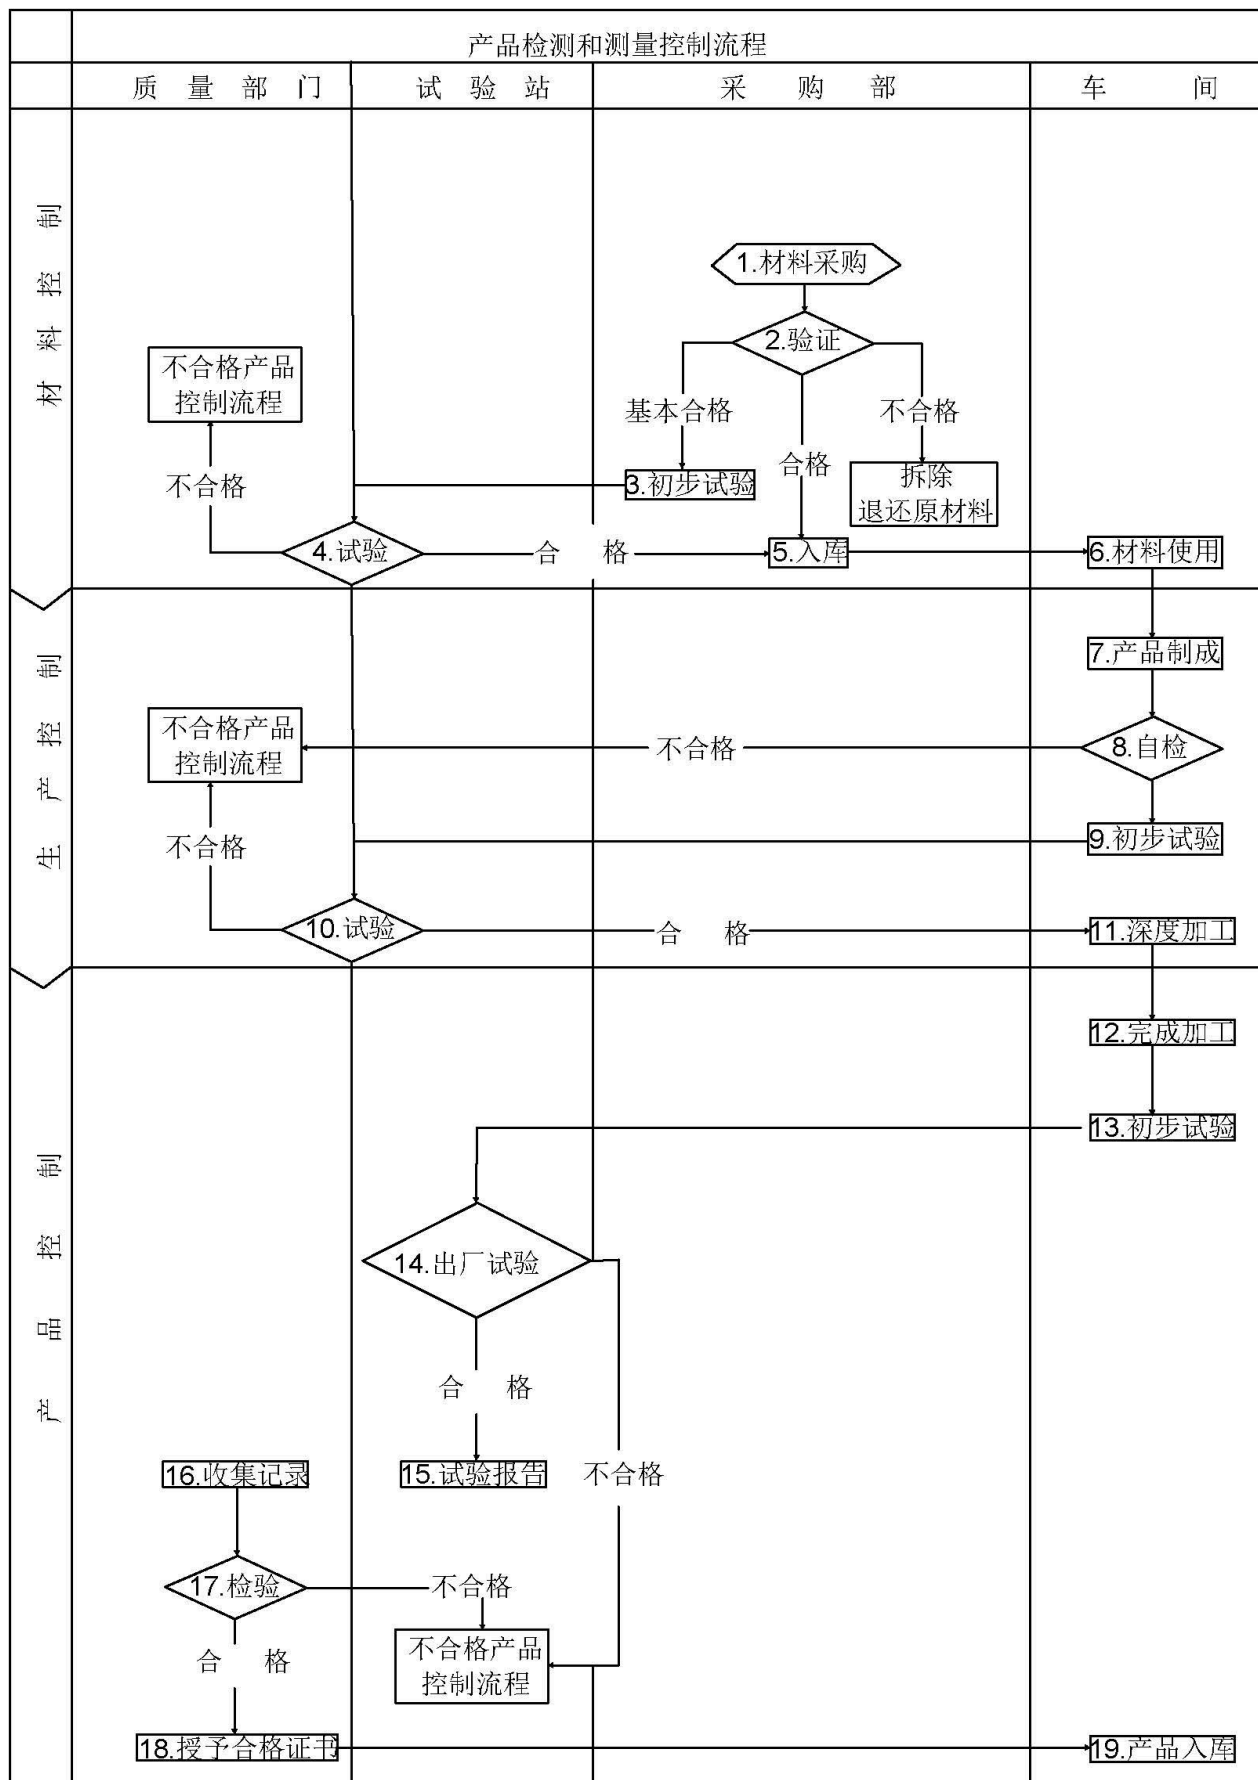 产品检测和测量控制流程
质量部门
试验站
采购部
车间
材料控制
1.材料采购
2.验证
不合格产品
控制流程
基本合格
合格
不合格
不合格
3.初步试验
拆除
退还原材料
4.试验
合格
5.入库
6.材料使用
生产控制
7.产品制成
不合格产品
控制流程
不合格
8.自检
不合格
9.初步试验
10.试验
合格
11.深度加工
产品控制
12.完成加工
13.初步试验
14.出厂试验
合格
不合格
16.收集记录
15.试验报告
17.检验
不合格
合格
不合格产品
控制流程
18.授予合格证书
19.产品入库